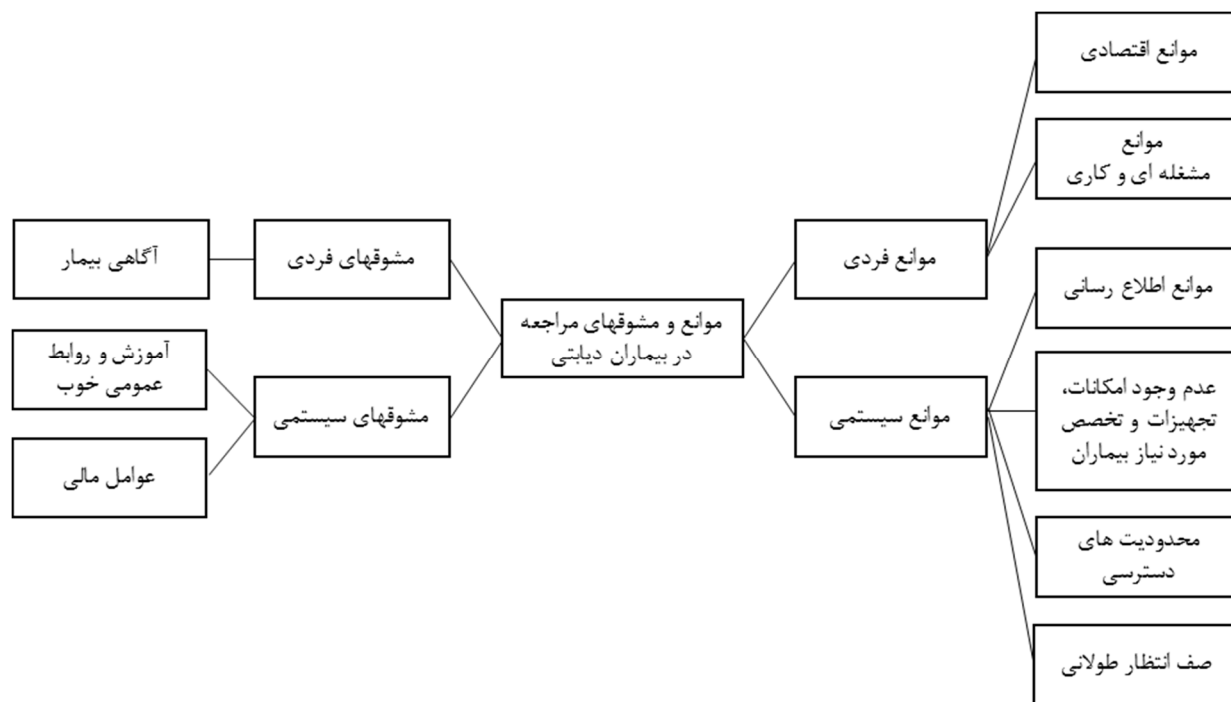 موانع و مشوقهای مراجعه
در بیماران دیابتی
موانع فردی
موانع اقتصادی
موانع
مشغله ای و کاری
موانع سیستمی
موانع اطلاع رسانی
عدم وجود امکانات،
تجهیزات و تخصص
مورد نیاز بیماران
محدودیت های
دسترسی
صف انتظار طولانی
مشوقهای فردی
آگاهی بیمار
مشوقهای سیستمی
آموزش و روابط
عمومی خوب
عوامل مالی